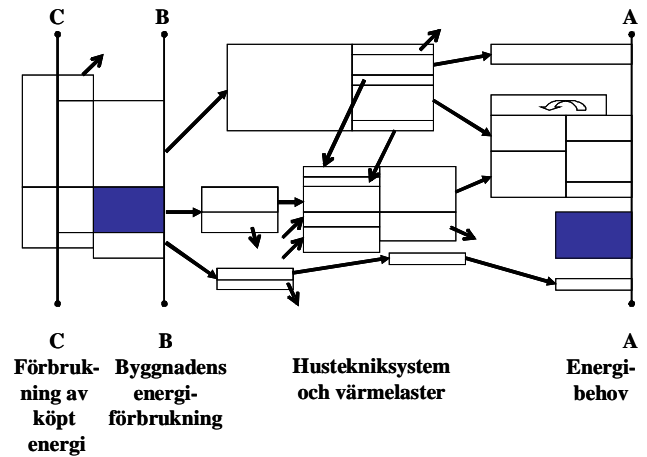 C B A
C B A
Förbruk-
ning av
köpt
energi
Byggnadens
energi-
förbrukning
Hustekniksystem
och värmelaster
Energi-
behov